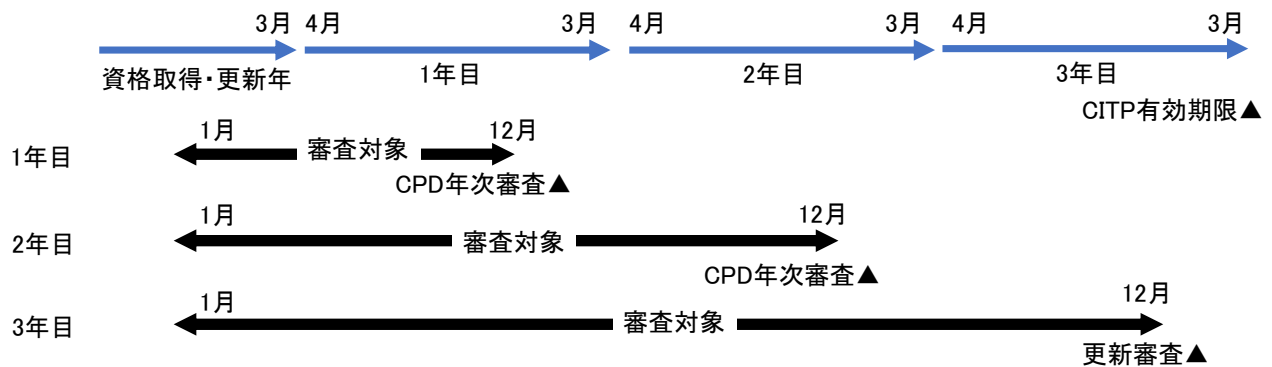 3月 4月 3月 4月 3月 4月 3月
資格取得・更新年 1年目 2年目 3年目
CITP有効期限▲
1年目 1月 審査対象 12月
CPD年次審査▲
2年目 1月 審査対象 12月
CPD年次審査▲
3年目 1月 審査対象 12月
更新審査▲